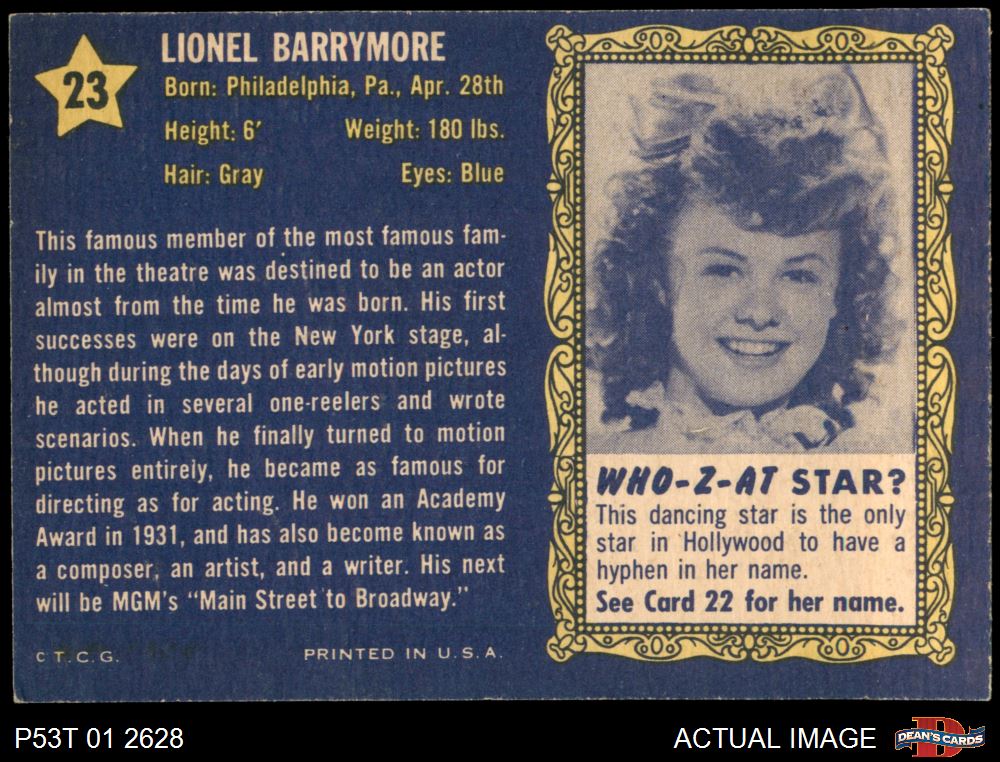 23
LIONEL BARRYMORE
Born: Philadelphia, Pa., Apr. 28th
Height: 6′ Weight: 180 lbs.
Hair: Gray Eyes: Blue
This famous member of the most famous fam-
ily in the theatre was destined to be an actor
almost from the time he was born. His first
successes were on the New York stage, al-
though during the days of early motion pictures
he acted in several one-reelers and wrote
scenarios. When he finally turned to motion
pictures entirely, he became as famous for
directing as for acting. He won an Academy
Award in 1931, and has also become known as
a composer, an artist, and a writer. His next
will be MGM's "Main Street to Broadway."
© T.C.G. PRINTED IN U.S.A.
WHO-Z-AT STAR?
This dancing star is the only
star in Hollywood to have a
hyphen in her name.
See Card 22 for her name.
P53T 01 2628
ACTUAL IMAGE
D
DEAN'S CARDS